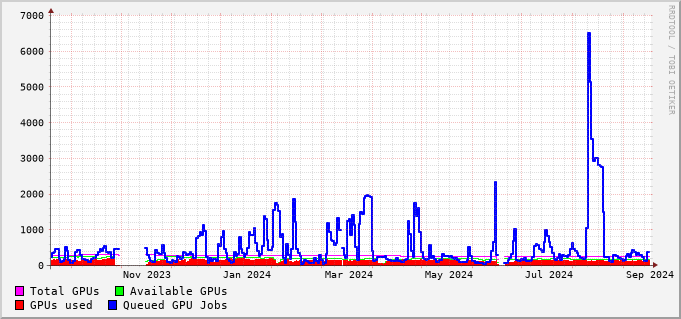 7000
6000
5000
4000
3000
2000
1000
0
Nov 2023 Jan 2024 Mar 2024 May 2024 Jul 2024 Sep 2024
Total GPUs Available GPUs
GPUs used Queued GPU Jobs
RRDTOOL / TOBI OETIKER